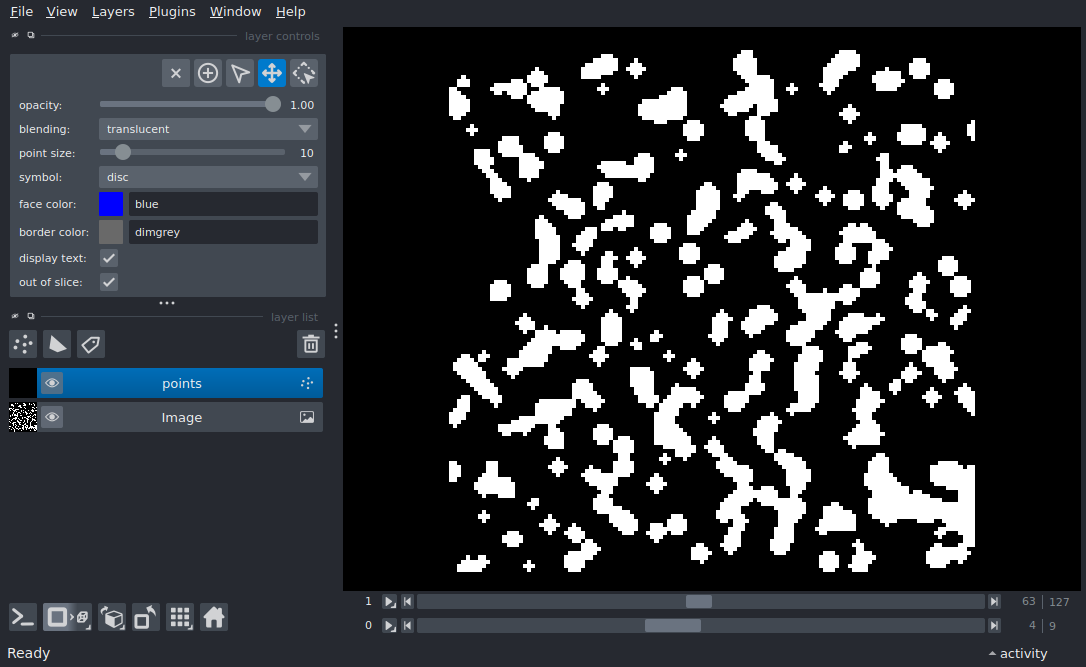 File View Layers Plugins Window Help
layer controls
opacity: 1.00
blending: translucent
point size: 10
symbol: disc
face color: blue
border color: dimgrey
display text:
out of slice:
layer list
points
Image
1 63 127
0 4 9
Ready activity